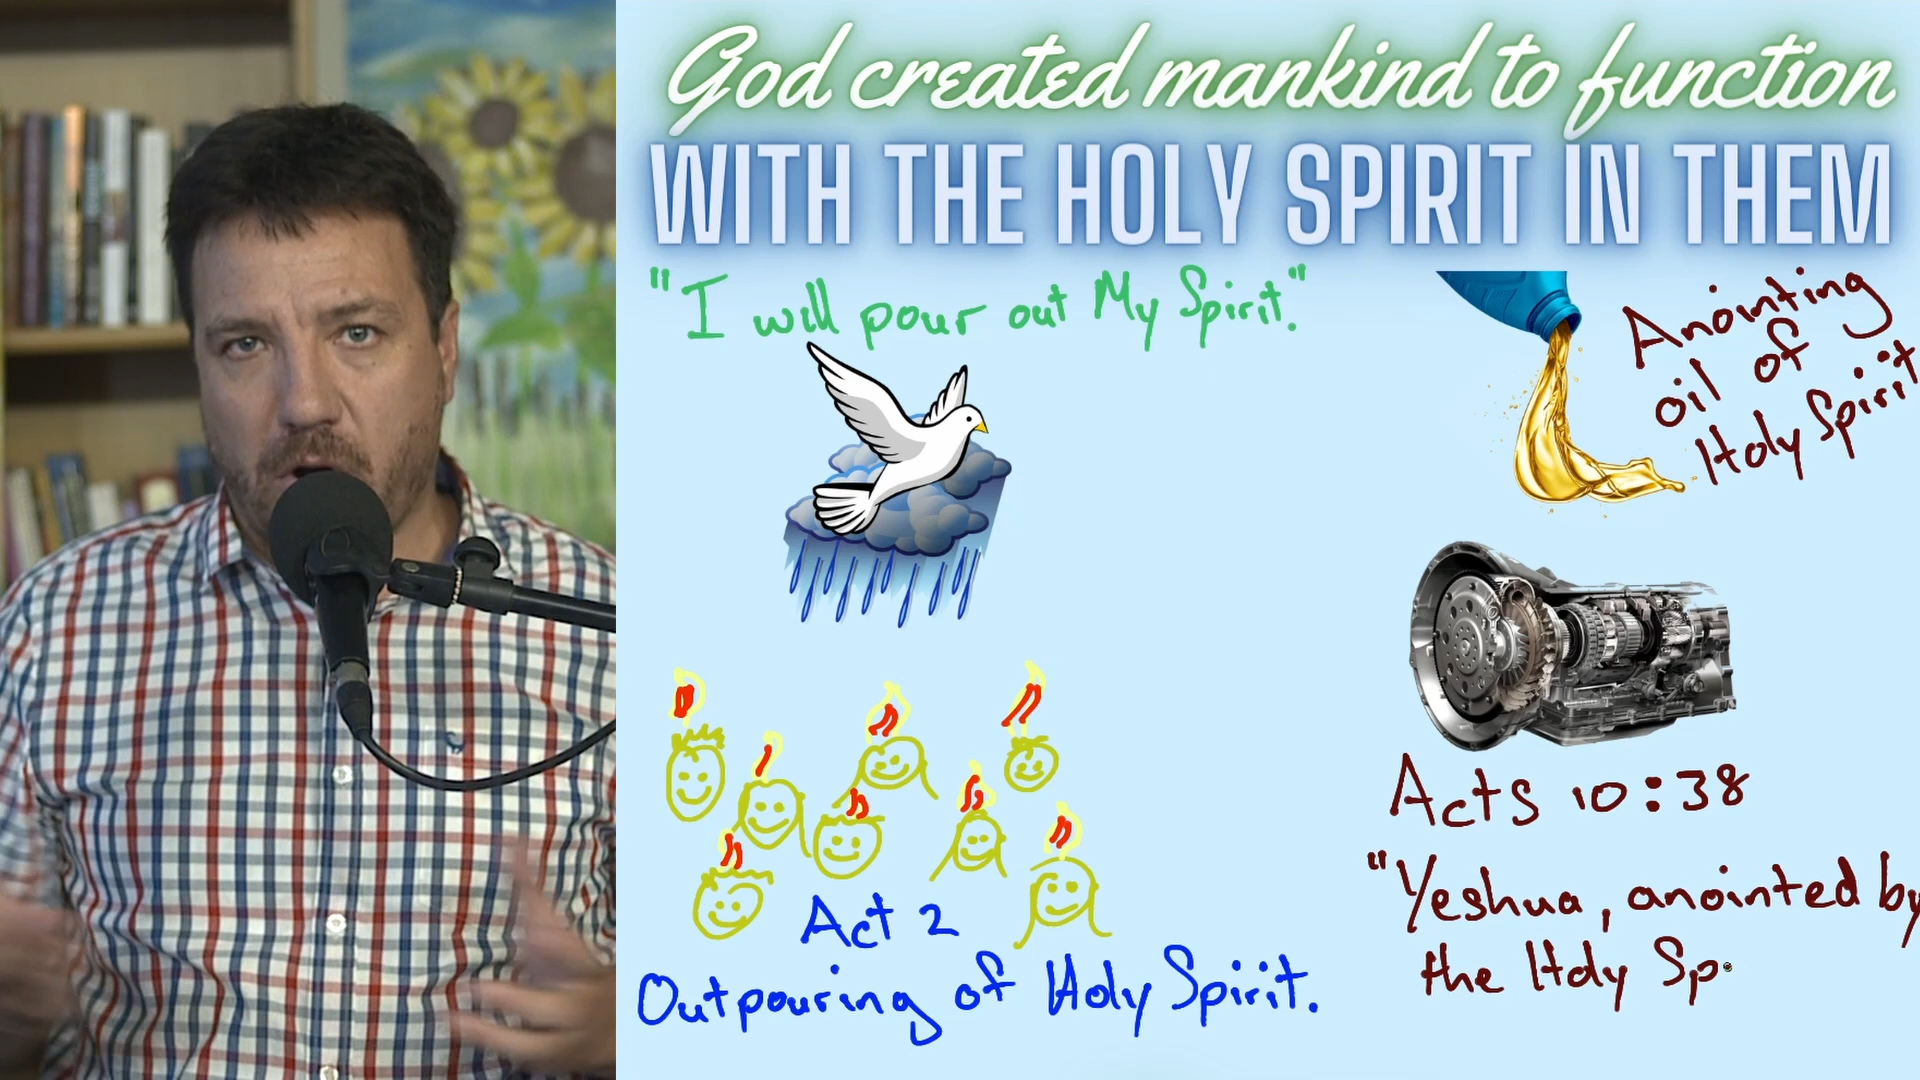 God created mankind to function
WITH THE HOLY SPIRIT IN THEM
"I will pour out My Spirit."
Anointing
oil of
Holy Spirit
Act 2
Outpouring of Holy Spirit.
Acts 10:38
"Yeshua, anointed by
the Holy Sp